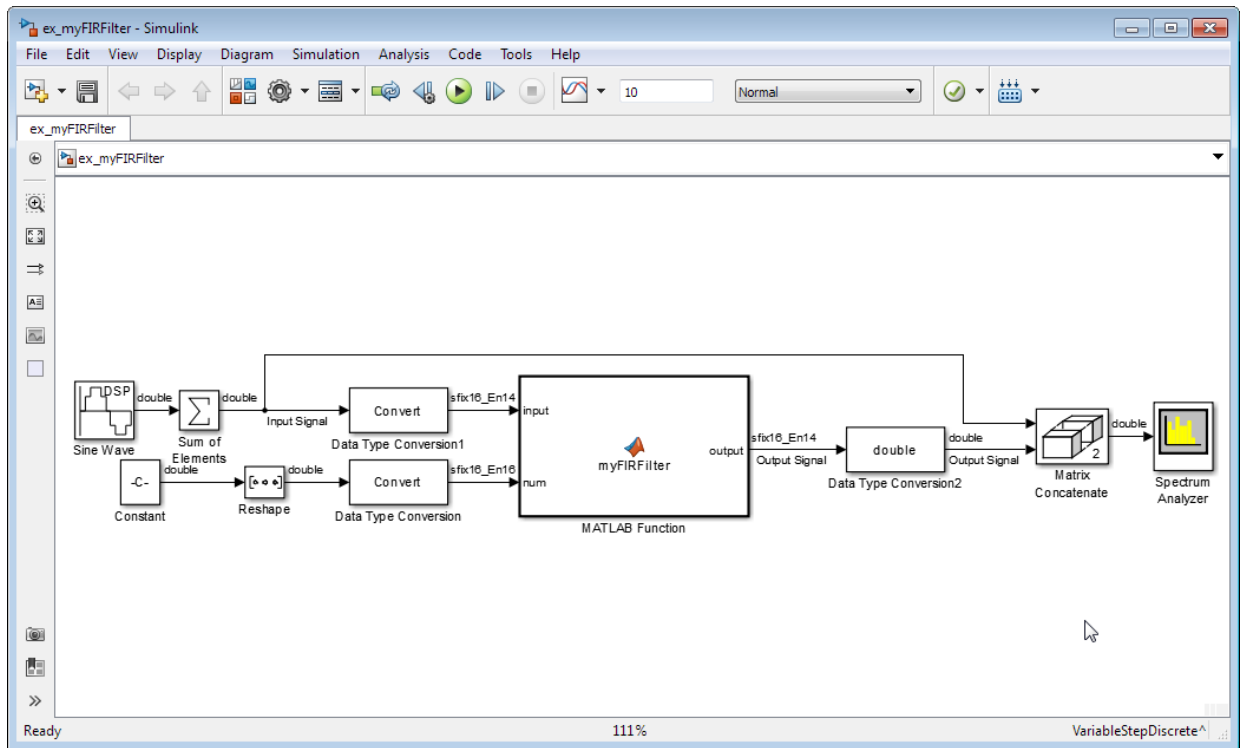 ex_myFIRFilter - Simulink
File Edit View Display Diagram Simulation Analysis Code Tools Help
10 Normal
ex_myFIRFilter
ex_myFIRFilter
DSP
double
double
Input Signal
Sine Wave
Sum of
Elements
Convert
sfix16_En14
Data Type Conversion1
-C-
double
Constant
double
Reshape
Convert
sfix16_En16
Data Type Conversion
input
num
myFIRFilter
output
MATLAB Function
sfix16_En14
Output Signal
double
Data Type Conversion2
double
Output Signal
2
Matrix
Concatenate
double
Spectrum
Analyzer
Ready 111% VariableStepDiscrete^